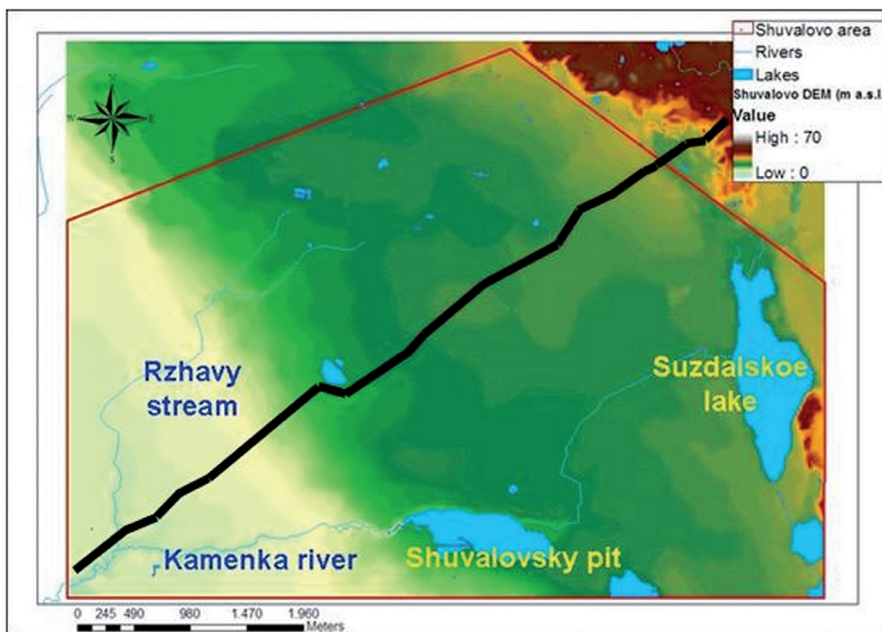 Shuvalovo area
Rivers
Lakes
Shuvalovo DEM (m a.s.l
Value
High : 70
Low : 0
N
W E
S
Rzhavy
stream
Suzdalskoe
lake
Kamenka river
Shuvalovsky pit
0 245 490 980 1.470 1.960
Meters